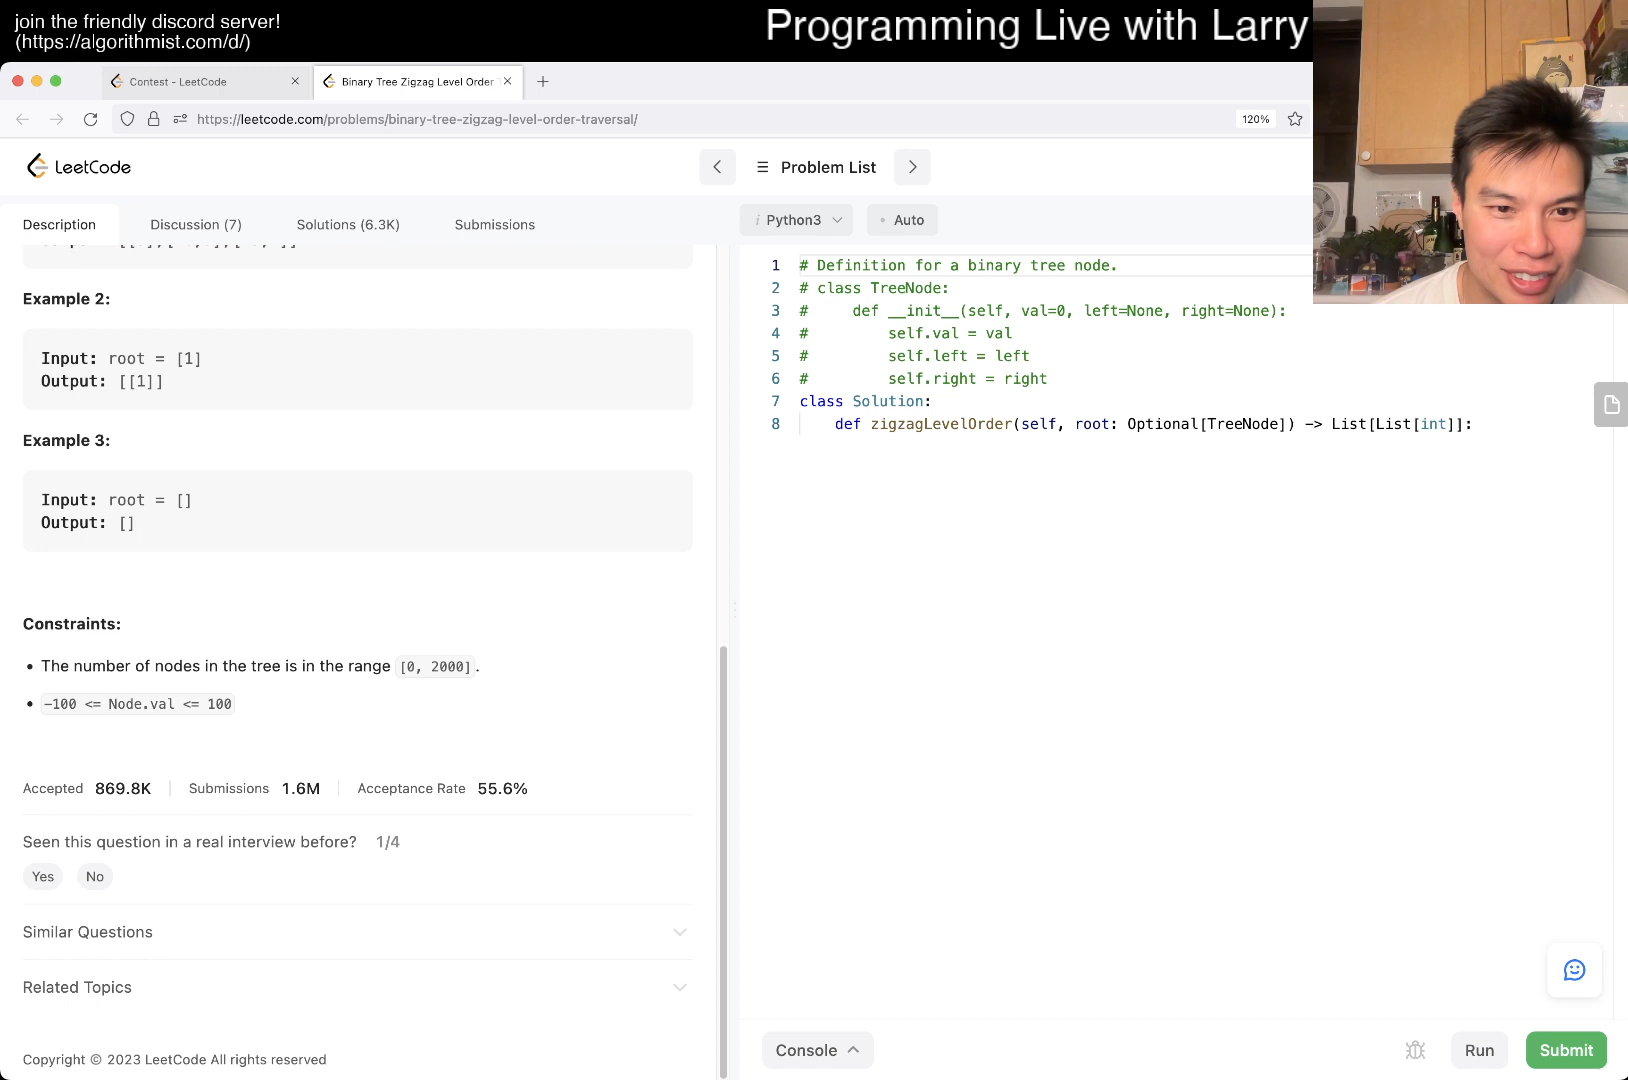 join the friendly discord server!
(https://algorithmist.com/d/)
Programming Live with Larry
Contest - LeetCode
Binary Tree Zigzag Level Order
https://leetcode.com/problems/binary-tree-zigzag-level-order-traversal/
120%
LeetCode
Problem List
Description
Discussion (7)
Solutions (6.3K)
Submissions
i Python3
Auto
Example 2:
Input: root = [1]
Output: [[1]]
Example 3:
Input: root = []
Output: []
Constraints:
• The number of nodes in the tree is in the range [0, 2000].
• -100 <= Node.val <= 100
Accepted 869.8K
Submissions 1.6M
Acceptance Rate 55.6%
Seen this question in a real interview before? 1/4
Yes
No
Similar Questions
Related Topics
Copyright © 2023 LeetCode All rights reserved
1 # Definition for a binary tree node.
2 # class TreeNode:
3 #     def __init__(self, val=0, left=None, right=None):
4 #         self.val = val
5 #         self.left = left
6 #         self.right = right
7 class Solution:
8     def zigzagLevelOrder(self, root: Optional[TreeNode]) -> List[List[int]]:
Console
Run
Submit